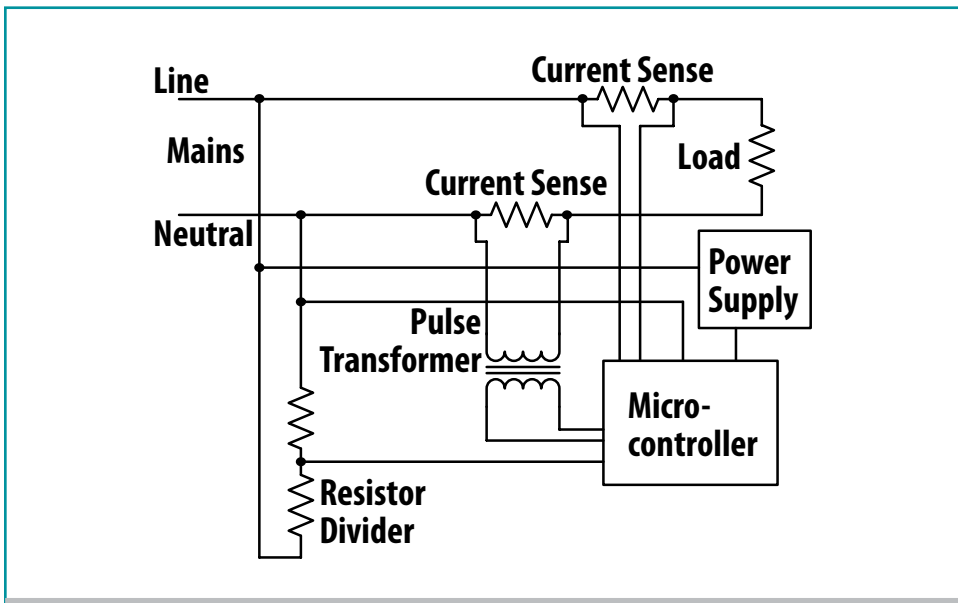 Current Sense
Line
Mains
Load
Current Sense
Neutral
Power
Supply
Pulse
Transformer
Micro-
controller
Resistor
Divider